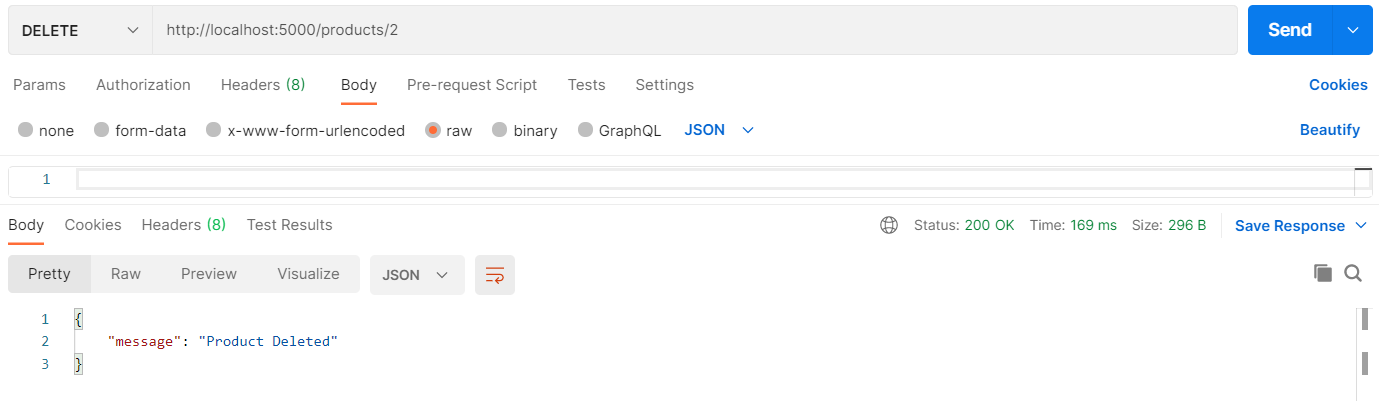 DELETE http://localhost:5000/products/2 Send
Params Authorization Headers (8) Body Pre-request Script Tests Settings Cookies
none form-data x-www-form-urlencoded raw binary GraphQL JSON Beautify
1
Body Cookies Headers (8) Test Results Status: 200 OK Time: 169 ms Size: 296 B Save Response
Pretty Raw Preview Visualize JSON
1 {
2 "message": "Product Deleted"
3 }